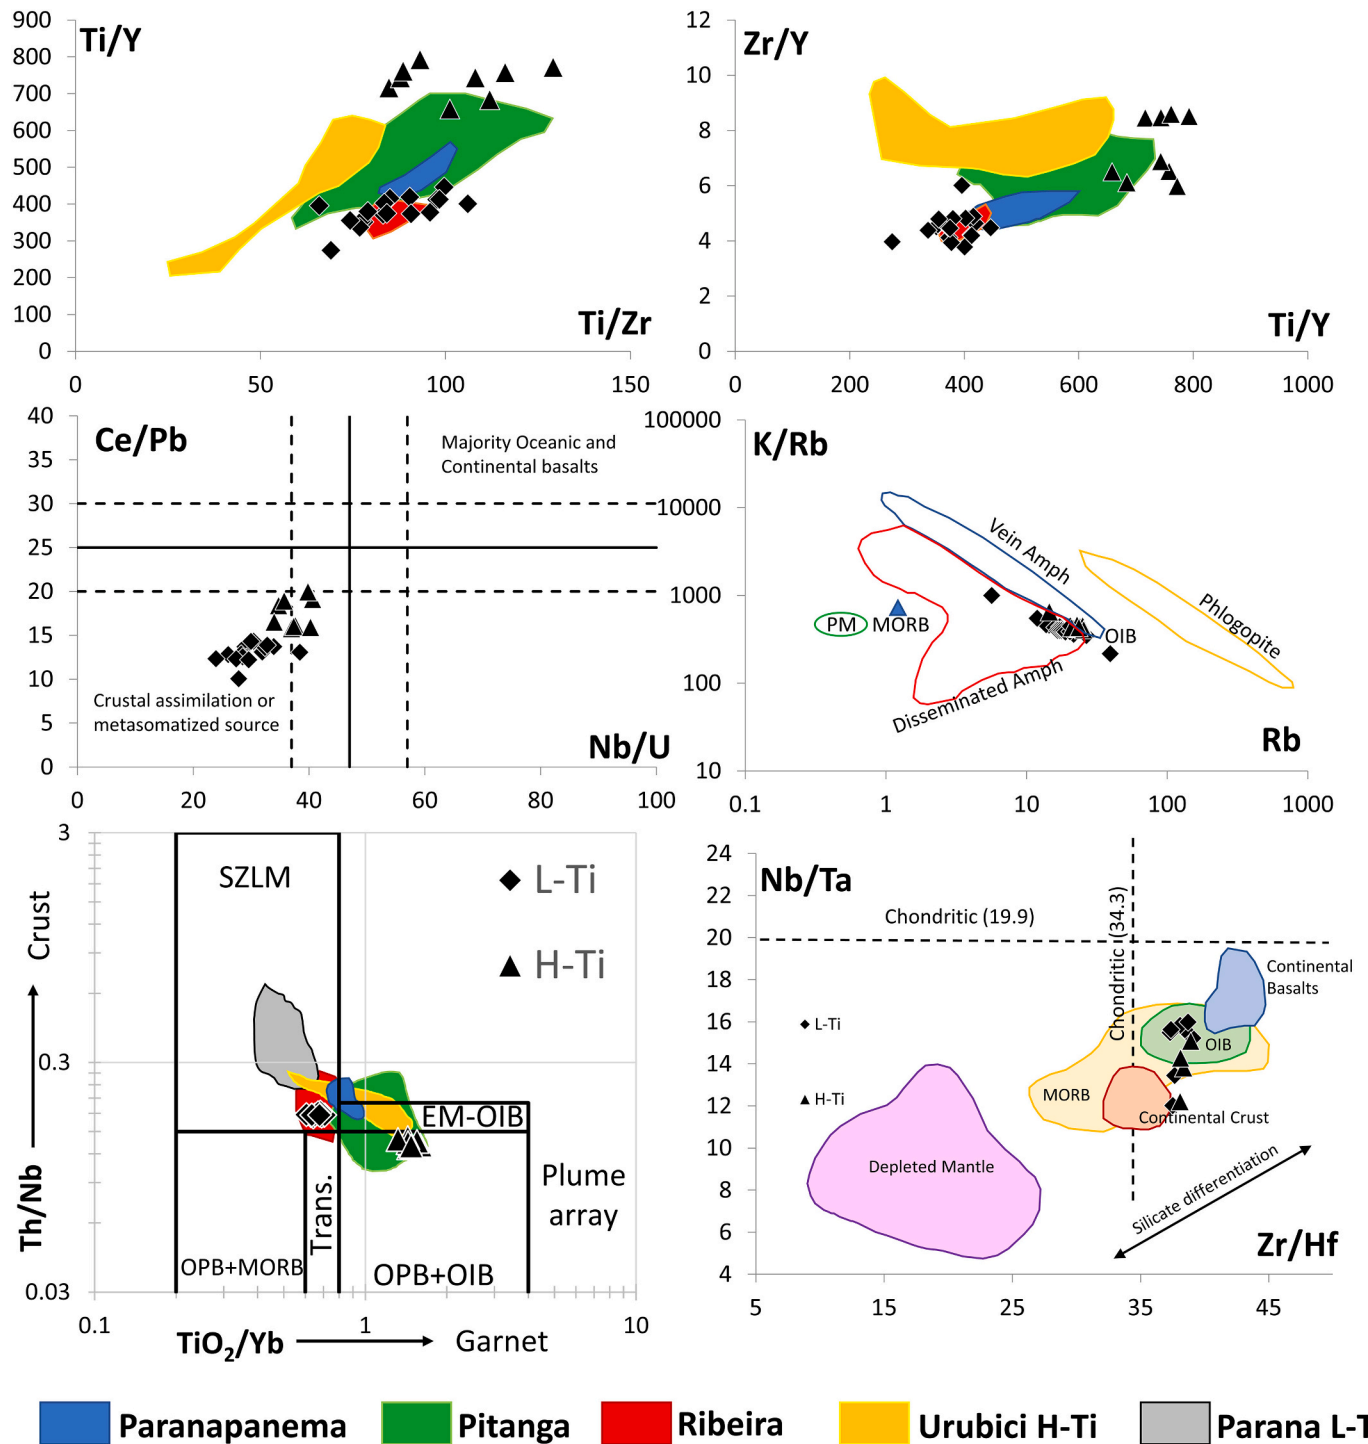 Ti/Y
900
800
700
600
500
400
300
200
100
0
0
50
100
150
Ti/Zr
Zr/Y
12
10
8
6
4
2
0
0
200
400
600
800
1000
Ti/Y
Ce/Pb
40
35
30
25
20
15
10
5
0
Majority Oceanic and
Continental basalts
Crustal assimilation or
metasomatized source
Nb/U
0
20
40
60
80
100
K/Rb
100000
10000
1000
100
10
Vein Amph
Phlogopite
PM
MORB
OIB
Disseminated Amph
Rb
0.1
1
10
100
1000
3
0.3
0.03
Crust
Th/Nb
SZLM
L-Ti
H-Ti
EM-OIB
Plume
array
Trans.
OPB+MORB
OPB+OIB
0.1
1
10
TiO₂/Yb
Garnet
Nb/Ta
24
22
20
18
16
14
12
10
8
6
4
Chondritic (19.9)
Chondritic (34.3)
Continental
Basalts
L-Ti
OIB
H-Ti
MORB
Continental Crust
Depleted Mantle
Silicate differentiation
Zr/Hf
5
15
25
35
45
Paranapanema
Pitanga
Ribeira
Urubici H-Ti
Parana L-T